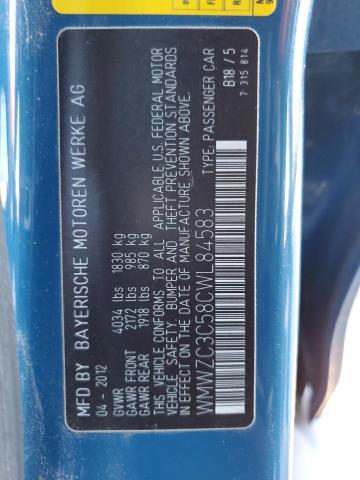 MFD BY BAYERISCHE MOTOREN WERKE AG
04 - 2012
GVWR 4034 lbs 1830 kg
GAWR FRONT 2172 lbs 985 kg
GAWR REAR 1918 lbs 870 kg
THIS VEHICLE CONFORMS TO ALL APPLICABLE U.S. FEDERAL MOTOR
VEHICLE SAFETY, BUMPER AND THEFT PREVENTION STANDARDS
IN EFFECT ON THE DATE OF MANUFACTURE SHOWN ABOVE.
WMWZC3C58CWL84583
TYPE: PASSENGER CAR
B18 / 5
7 315 814